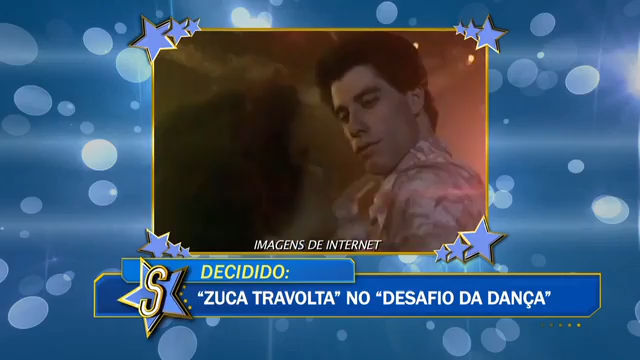 IMAGENS DE INTERNET
DECIDIDO:
S
“ZUCA TRAVOLTA” NO “DESAFIO DA DANÇA”